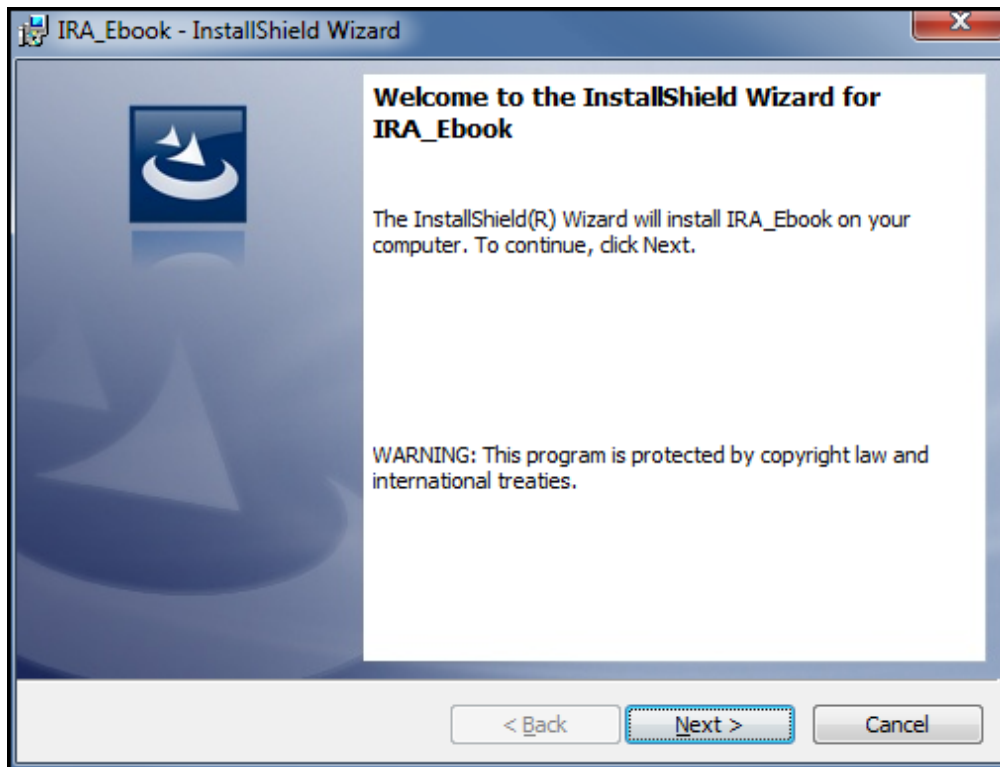 IRA_Ebook - InstallShield Wizard
Welcome to the InstallShield Wizard for
IRA_Ebook
The InstallShield(R) Wizard will install IRA_Ebook on your
computer. To continue, click Next.
WARNING: This program is protected by copyright law and
international treaties.
< Back
Next >
Cancel